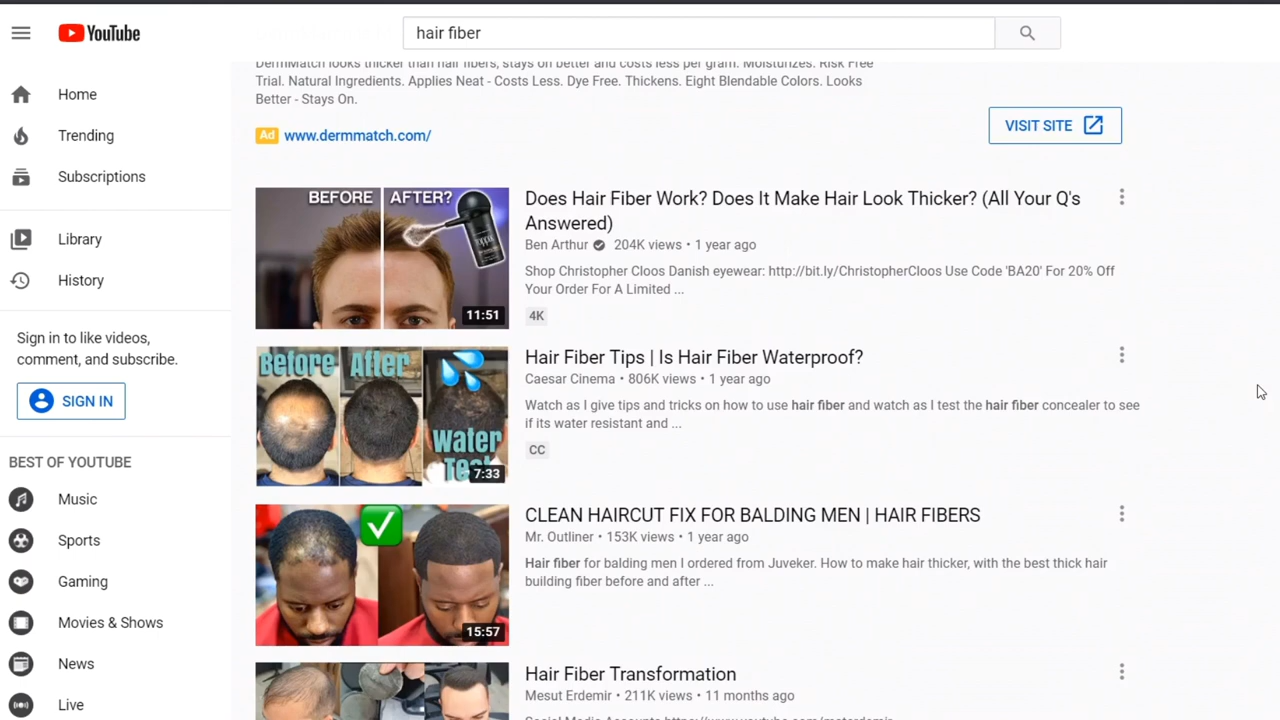 YouTube
hair fiber
Home
Trending
Subscriptions
Library
History
Sign in to like videos,
comment, and subscribe.
SIGN IN
BEST OF YOUTUBE
Music
Sports
Gaming
Movies & Shows
News
Live
DermMatch looks thicker than hair fibers, stays on better and costs less per gram. Moisturizes. Risk Free
Trial. Natural Ingredients. Applies Neat - Costs Less. Dye Free. Thickens. Eight Blendable Colors. Looks
Better - Stays On.
Ad www.dermmatch.com/
VISIT SITE
BEFORE AFTER?
toppik
11:51
Does Hair Fiber Work? Does It Make Hair Look Thicker? (All Your Q's
Answered)
Ben Arthur 204K views • 1 year ago
Shop Christopher Cloos Danish eyewear: http://bit.ly/ChristopherCloos Use Code 'BA20' For 20% Off
Your Order For A Limited ...
4K
Before After
Water
Test
7:33
Hair Fiber Tips | Is Hair Fiber Waterproof?
Caesar Cinema • 806K views • 1 year ago
Watch as I give tips and tricks on how to use hair fiber and watch as I test the hair fiber concealer to see
if its water resistant and ...
CC
15:57
CLEAN HAIRCUT FIX FOR BALDING MEN | HAIR FIBERS
Mr. Outliner • 153K views • 1 year ago
Hair fiber for balding men I ordered from Juveker. How to make hair thicker, with the best thick hair
building fiber before and after ...
Hair Fiber Transformation
Mesut Erdemir • 211K views • 11 months ago